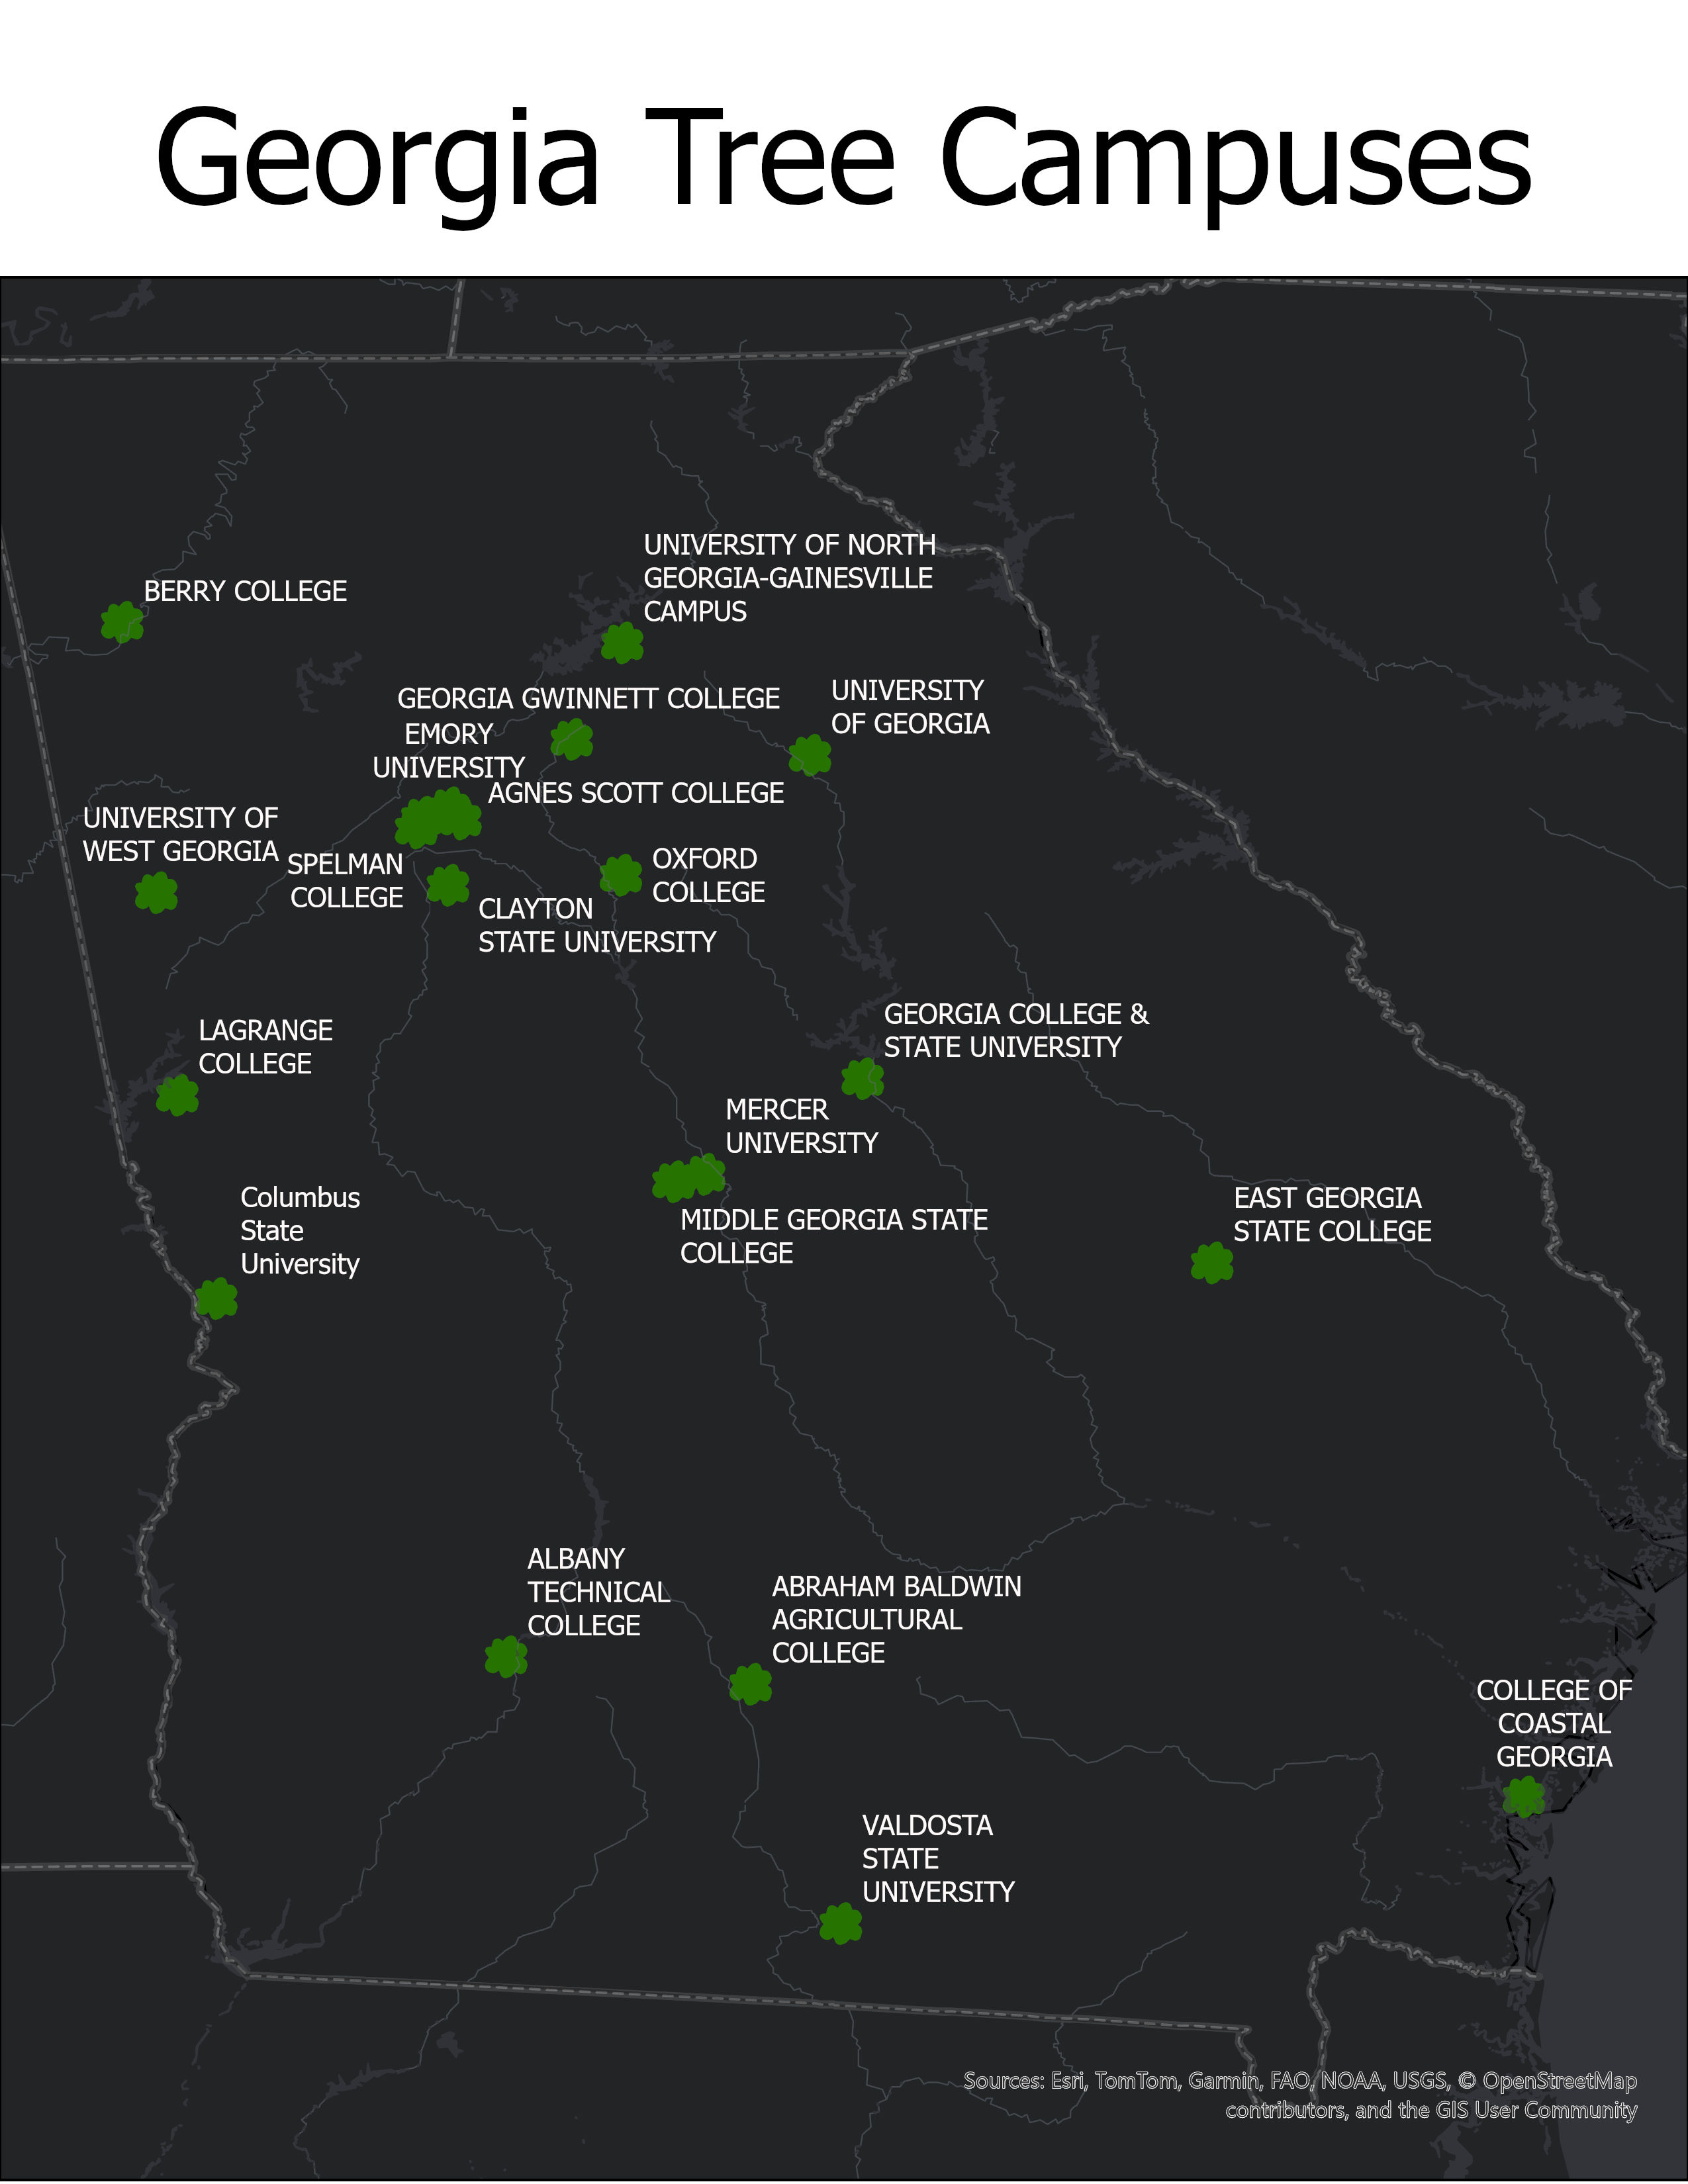 Georgia Tree Campuses
UNIVERSITY OF NORTH
GEORGIA-GAINESVILLE
CAMPUS
BERRY COLLEGE
GEORGIA GWINNETT COLLEGE
UNIVERSITY
OF GEORGIA
EMORY
UNIVERSITY
AGNES SCOTT COLLEGE
UNIVERSITY OF
WEST GEORGIA
SPELMAN
COLLEGE
OXFORD
COLLEGE
CLAYTON
STATE UNIVERSITY
LAGRANGE
COLLEGE
GEORGIA COLLEGE &
STATE UNIVERSITY
MERCER
UNIVERSITY
MIDDLE GEORGIA STATE
COLLEGE
Columbus
State
University
EAST GEORGIA
STATE COLLEGE
ALBANY
TECHNICAL
COLLEGE
ABRAHAM BALDWIN
AGRICULTURAL
COLLEGE
COLLEGE OF
COASTAL
GEORGIA
VALDOSTA
STATE
UNIVERSITY
Sources: Esri, TomTom, Garmin, FAO, NOAA, USGS, © OpenStreetMap
contributors, and the GIS User Community